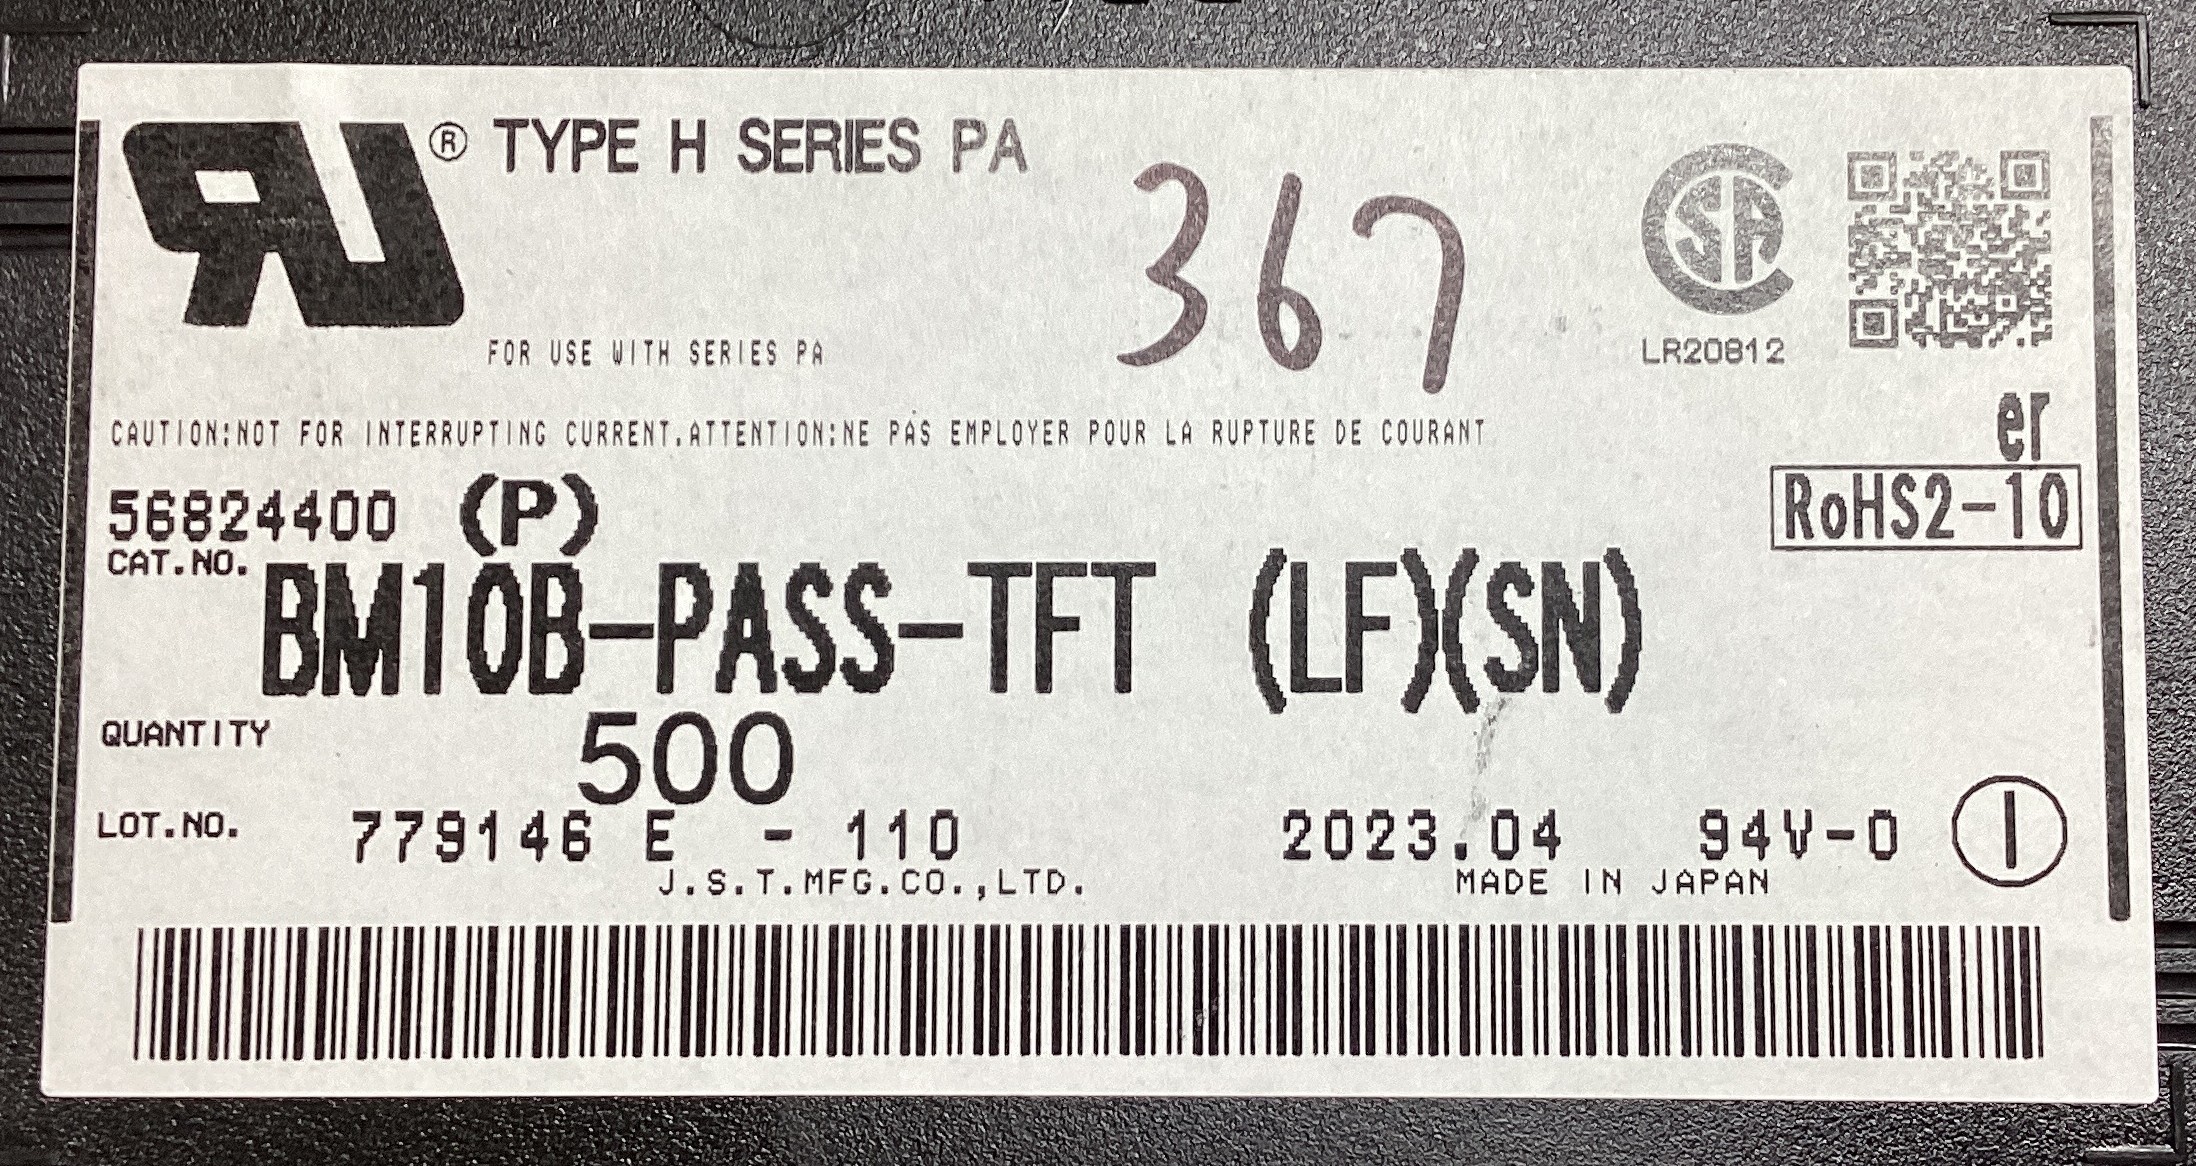 ® TYPE H SERIES PA
367
FOR USE WITH SERIES PA
LR20812
CAUTION:NOT FOR INTERRUPTING CURRENT.ATTENTION:NE PAS EMPLOYER POUR LA RUPTURE DE COURANT
er
56824400 (P)
RoHS2-10
CAT.NO.
BM10B-PASS-TFT (LF)(SN)
QUANTITY 500
LOT.NO. 779146 E - 110 2023.04 94V-0 1
J.S.T.MFG.CO.,LTD. MADE IN JAPAN